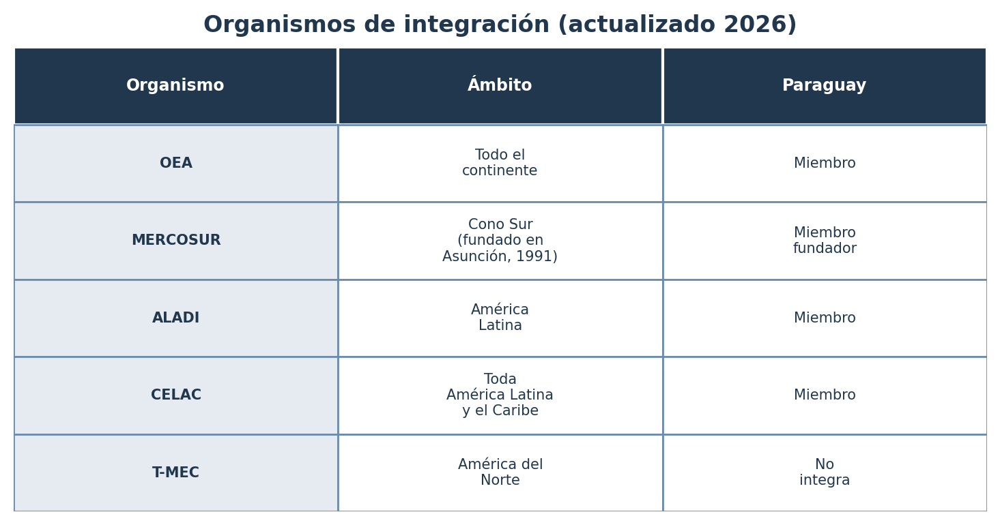 Organismos de integración (actualizado 2026)
Organismo
Ámbito
Paraguay
OEA
Todo el
continente
Miembro
MERCOSUR
Cono Sur
(fundado en
Asunción, 1991)
Miembro
fundador
ALADI
América
Latina
Miembro
CELAC
Toda
América Latina
y el Caribe
Miembro
T-MEC
América del
Norte
No
integra